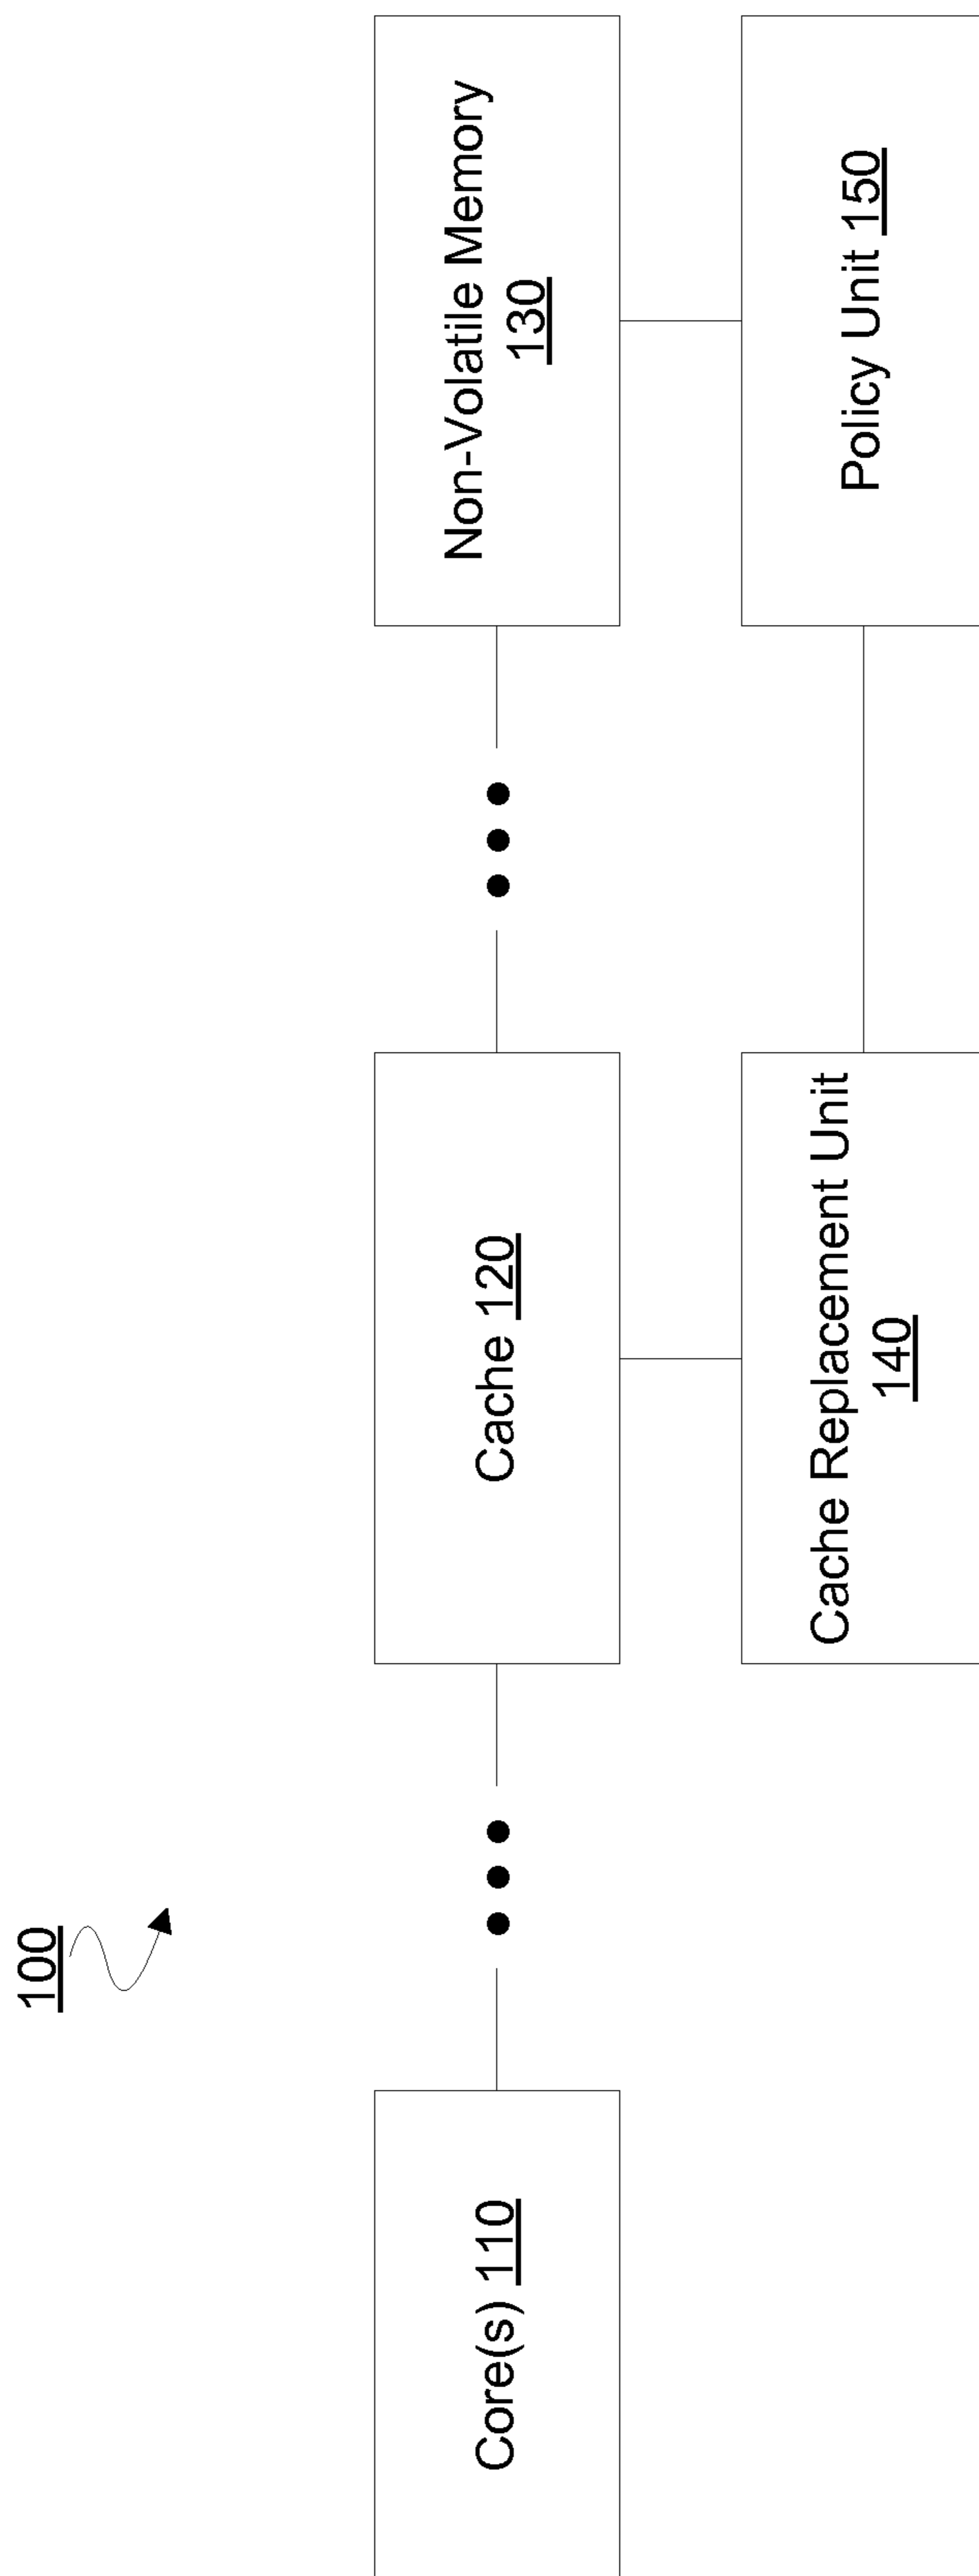 100
Core(s) 110
Cache 120
Non-Volatile Memory
130
Cache Replacement Unit
140
Policy Unit 150